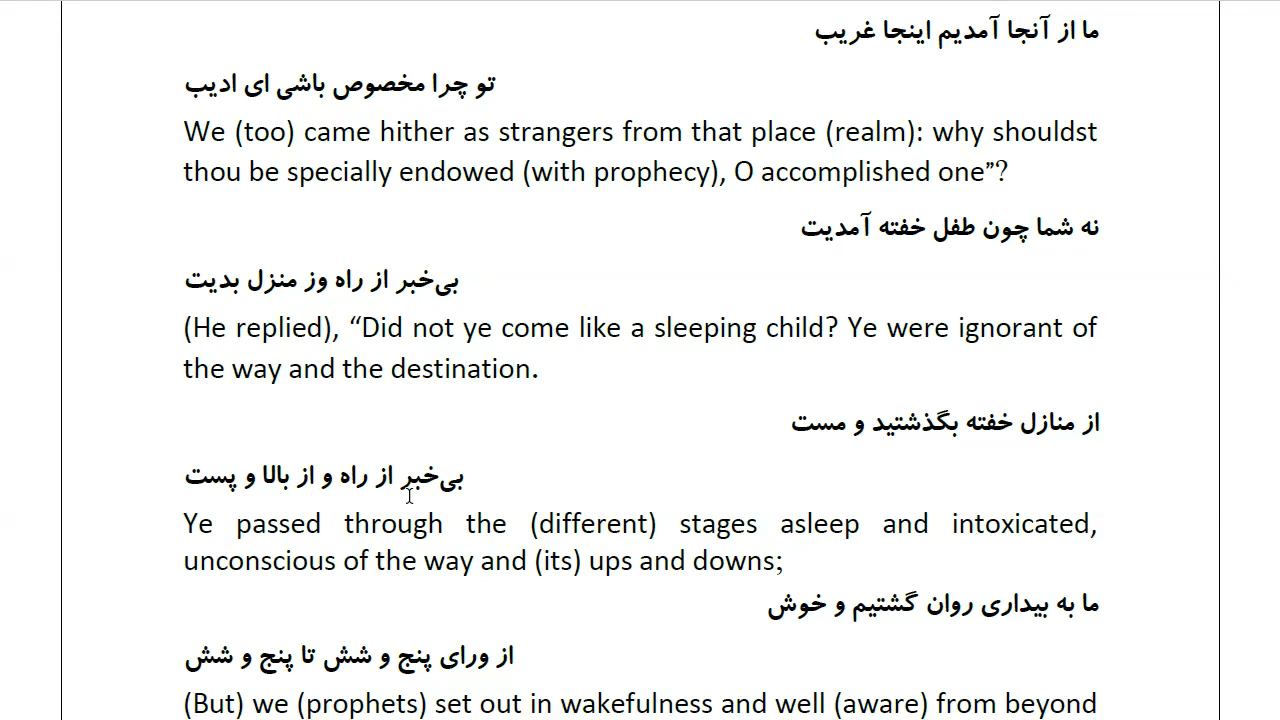 ما از آنجا آمدیم اینجا غریب
تو چرا مخصوص باشی ای ادیب
We (too) came hither as strangers from that place (realm): why shouldst
thou be specially endowed (with prophecy), O accomplished one”?
نه شما چون طفل خفته آمدیت
بی‌خبر از راه وز منزل بدیت
(He replied), “Did not ye come like a sleeping child? Ye were ignorant of
the way and the destination.
از منازل خفته بگذشتید و مست
بی‌خبر از راه و از بالا و پست
Ye passed through the (different) stages asleep and intoxicated,
unconscious of the way and (its) ups and downs;
ما به بیداری روان گشتیم و خوش
از ورای پنج و شش تا پنج و شش
(But) we (prophets) set out in wakefulness and well (aware) from beyond